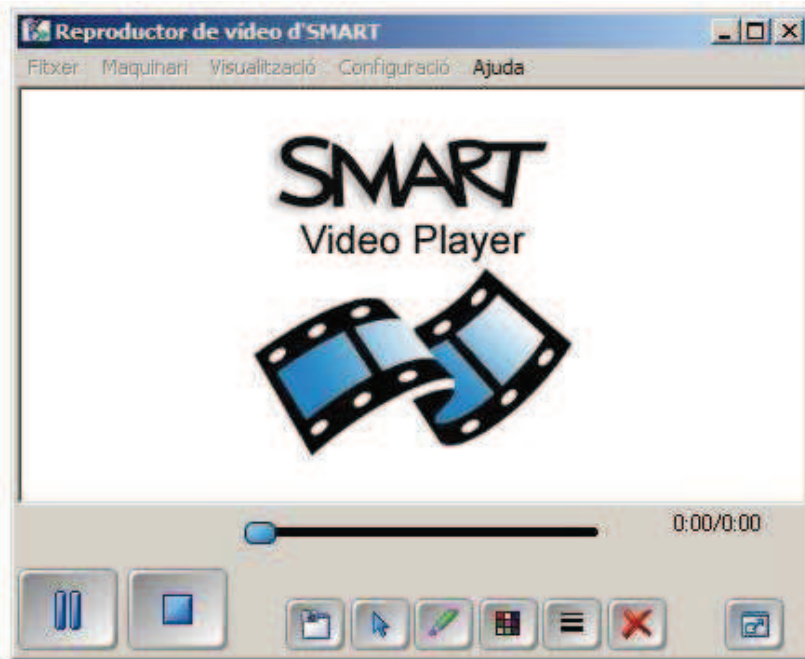 Reproductor de vídeo d'SMART
Fitxer Maquinari Visualització Configuració Ajuda
SMART
Video Player
0:00/0:00